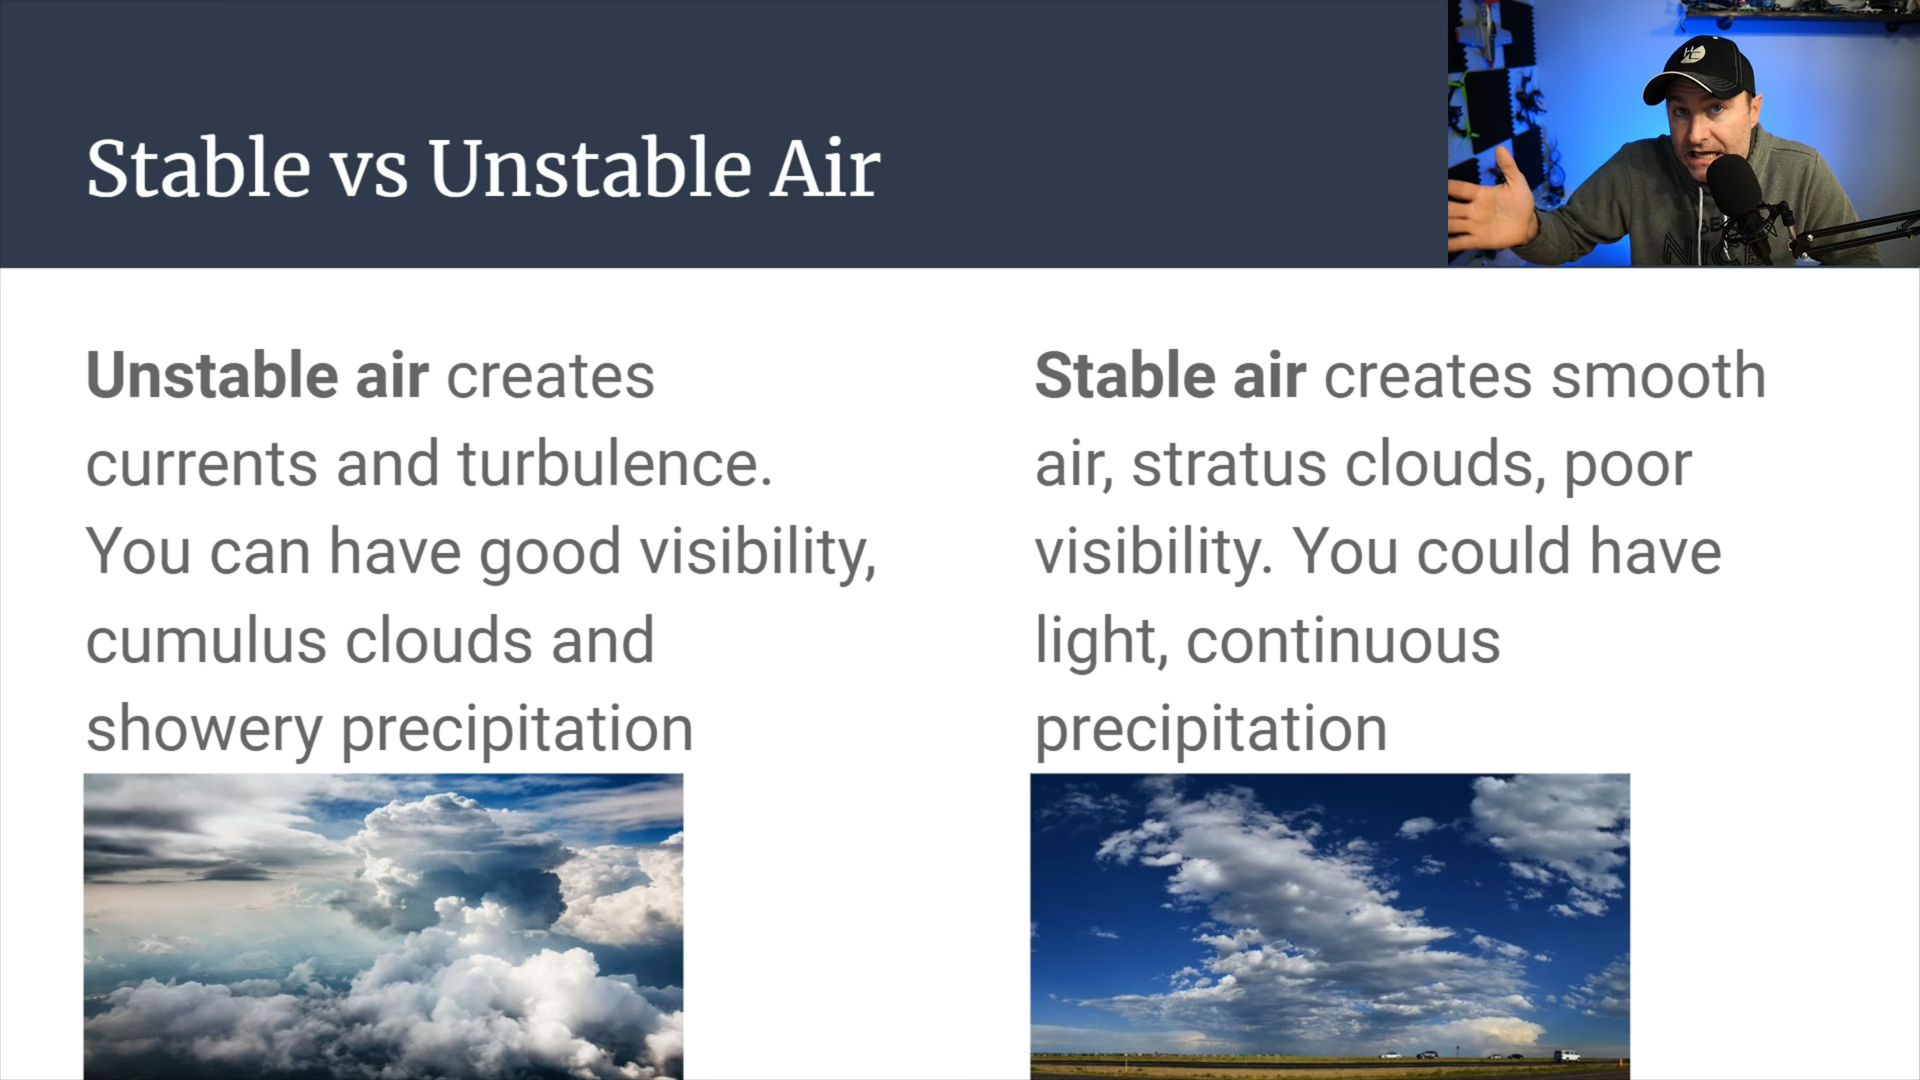 Stable vs Unstable Air
Unstable air creates
currents and turbulence.
You can have good visibility,
cumulus clouds and
showery precipitation
Stable air creates smooth
air, stratus clouds, poor
visibility. You could have
light, continuous
precipitation